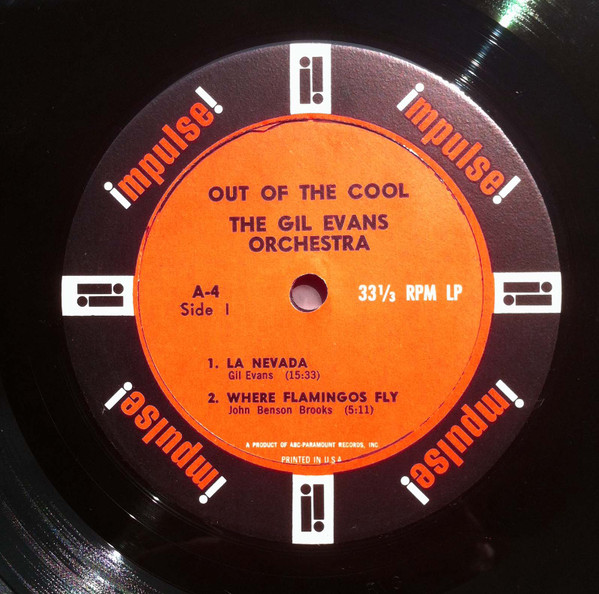 impulse!
impulse!
OUT OF THE COOL
THE GIL EVANS
ORCHESTRA
A-4
Side 1
33 1/3 RPM LP
1. LA NEVADA
Gil Evans (15:33)
2. WHERE FLAMINGOS FLY
John Benson Brooks (5:11)
A PRODUCT OF ABC-PARAMOUNT RECORDS, INC.
PRINTED IN U S A
impulse!
impulse!